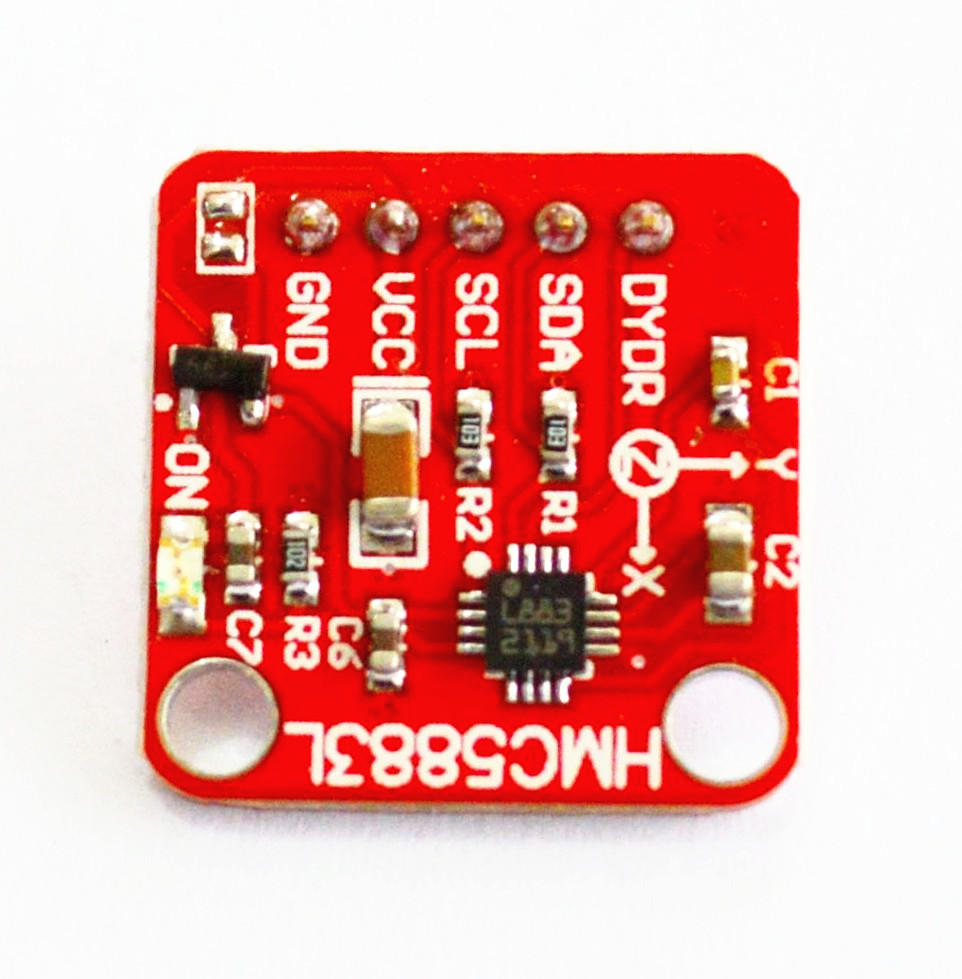 GND
VCC
SCL
SDA
DYDR
C1
103
103
Z
Y
ON
R2
R1
X
C2
102
L883
2119
C7
R3
C6
HMC5883L